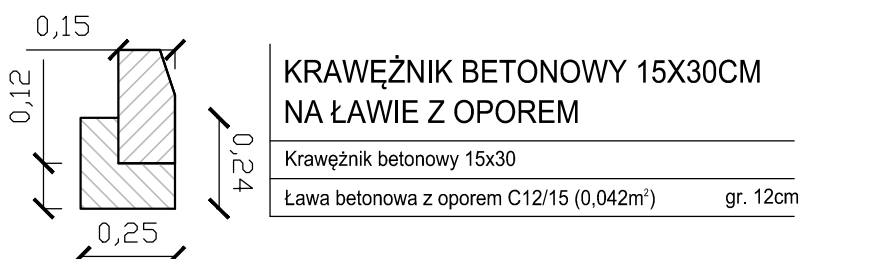 0,15
0,12
0,24
0,25
KRAWĘŻNIK BETONOWY 15X30CM
NA ŁAWIE Z OPOREM
Krawężnik betonowy 15x30
Ława betonowa z oporem C12/15 (0,042m²) gr. 12cm